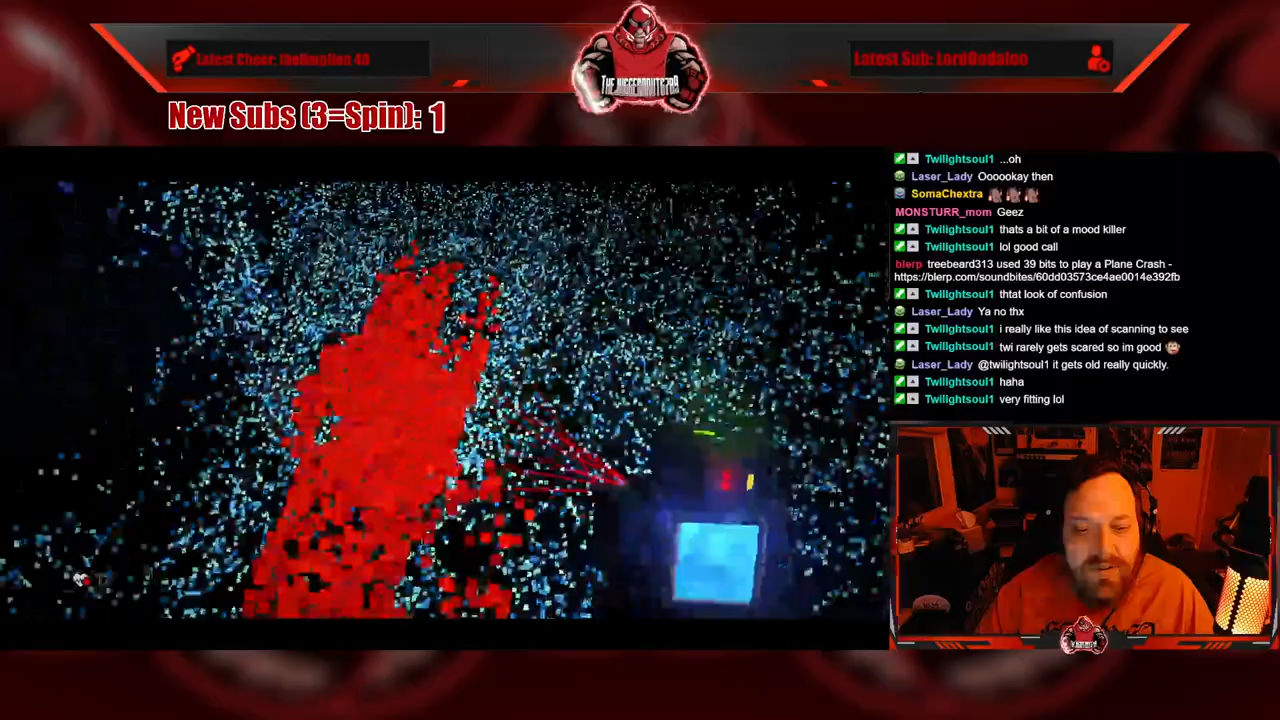 Latest Cheer:
Latest Sub: LordOodaloo
THEJUGGERNAUT6789
New Subs (3=Spin): 1
Twilightsoul1 ...oh
Laser_Lady Oooookay then
SomaChextra
MONSTURR_mom Geez
Twilightsoul1 thats a bit of a mood killer
Twilightsoul1 lol good call
blerp treebeard313 used 39 bits to play a Plane Crash -
https://blerp.com/soundbites/60dd03573ce4ae0014e392fb
Twilightsoul1 thtat look of confusion
Laser_Lady Ya no thx
Twilightsoul1 i really like this idea of scanning to see
Twilightsoul1 twi rarely gets scared so im good
Laser_Lady @twilightsoul1 it gets old really quickly.
Twilightsoul1 haha
Twilightsoul1 very fitting lol